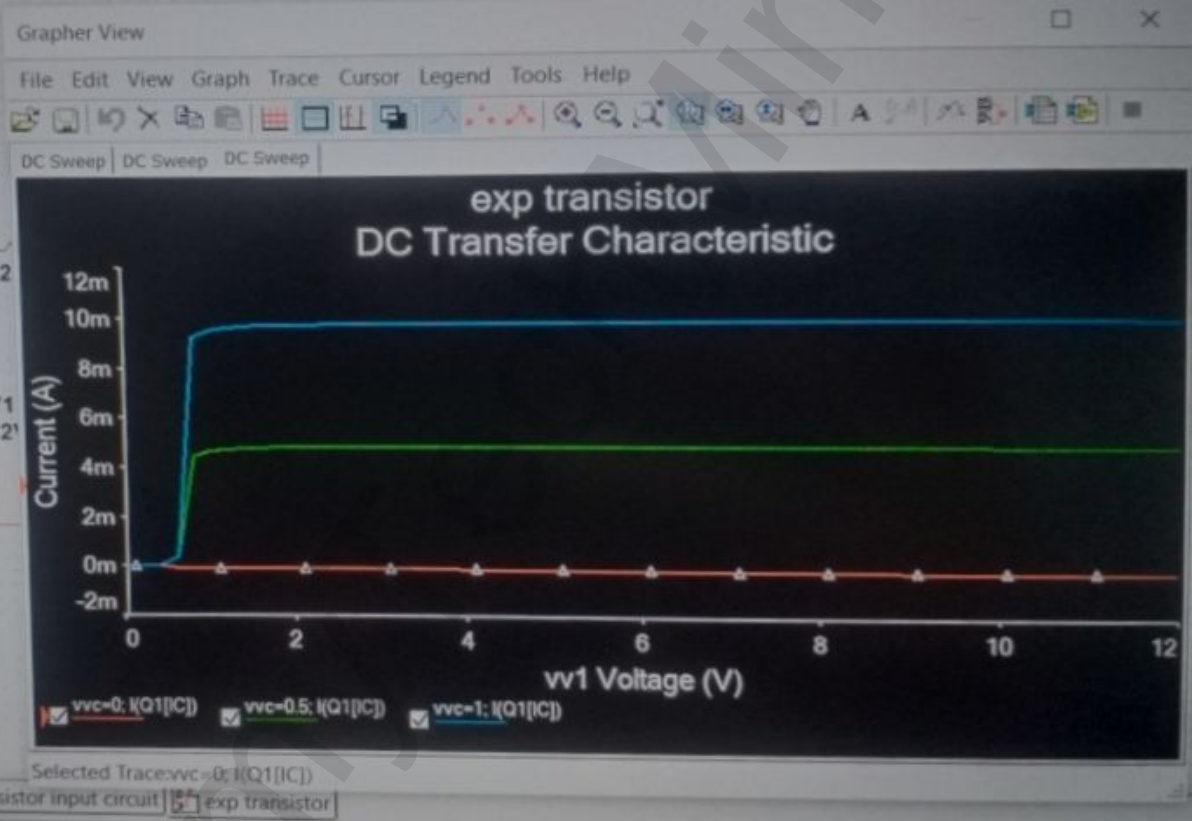 Grapher View
File Edit View Graph Trace Cursor Legend Tools Help
A
DC Sweep DC Sweep DC Sweep
exp transistor
DC Transfer Characteristic
12m
10m
8m
6m
4m
2m
0m
-2m
Current (A)
0 2 4 6 8 10 12
vv1 Voltage (V)
vvc=0; I(Q1[IC]) vvc=0.5; I(Q1[IC]) vvc=1; I(Q1[IC])
Selected Trace:vvc=0; I(Q1[IC])
sistor input circuit exp transistor